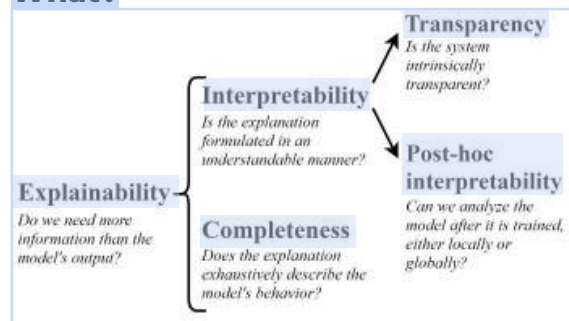 What?
Transparency
Is the system
intrinsically
transparent?
Interpretability
Is the explanation
formulated in an
understandable manner?
Post-hoc
interpretability
Can we analyze the
model after it is trained,
either locally or
globally?
Explainability
Do we need more
information than the
model's output?
Completeness
Does the explanation
exhaustively describe the
model's behavior?